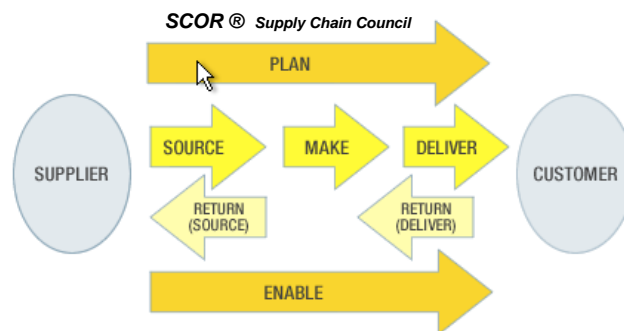 SCOR ® Supply Chain Council
PLAN
SUPPLIER
SOURCE
MAKE
DELIVER
CUSTOMER
RETURN
(SOURCE)
RETURN
(DELIVER)
ENABLE